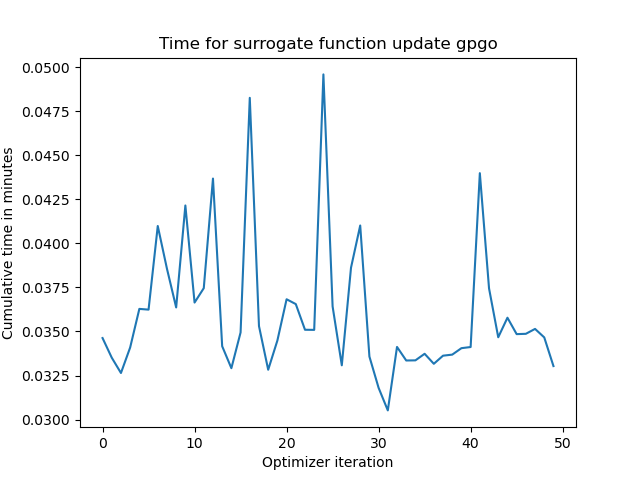 Time for surrogate function update gpgo
Cumulative time in minutes
0.0500
0.0475
0.0450
0.0425
0.0400
0.0375
0.0350
0.0325
0.0300
0 10 20 30 40 50
Optimizer iteration